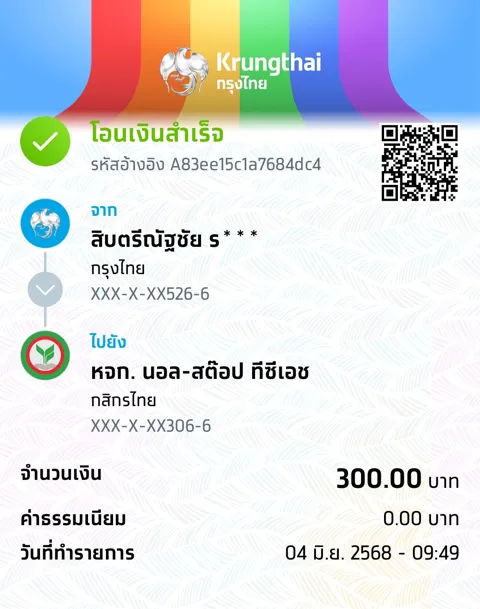 Krungthai
กรุงไทย
โอนเงินสำเร็จ
รหัสอ้างอิง A83ee15c1a7684dc4
จาก
สิบตรีณัฐชัย ร***
กรุงไทย
XXX-X-XX526-6
ไปยัง
หจก. นอล-สต๊อป ทีซีเอช
กสิกรไทย
XXX-X-XX306-6
จำนวนเงิน 300.00 บาท
ค่าธรรมเนียม 0.00 บาท
วันที่ทำรายการ 04 มิ.ย. 2568 - 09:49